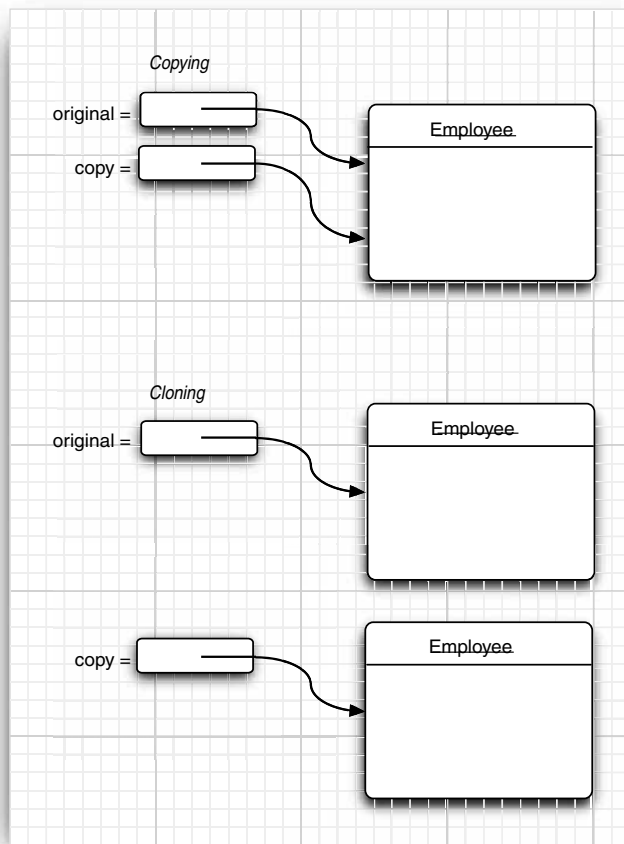 Copying
original =
Employee
copy =
Cloning
original =
Employee
copy =
Employee